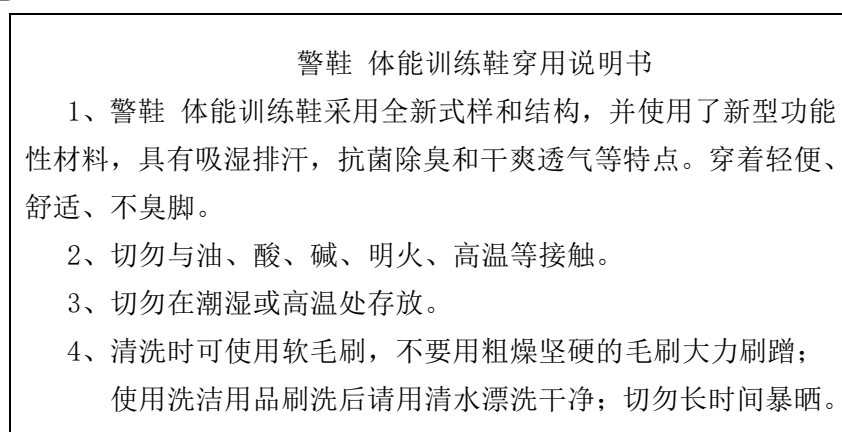 警鞋 体能训练鞋穿用说明书
1、警鞋 体能训练鞋采用全新式样和结构，并使用了新型功能
性材料，具有吸湿排汗，抗菌除臭和干爽透气等特点。穿着轻便、
舒适、不臭脚。
2、切勿与油、酸、碱、明火、高温等接触。
3、切勿在潮湿或高温处存放。
4、清洗时可使用软毛刷，不要用粗燥坚硬的毛刷大力刷蹭；
使用洗洁用品刷洗后请用清水漂洗干净；切勿长时间暴晒。